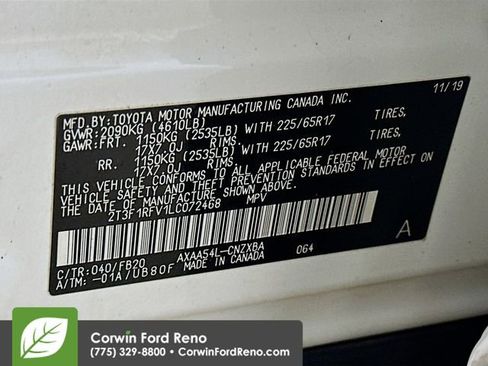 MFD.BY:TOYOTA MOTOR MANUFACTURING CANADA INC. 11/19
GVWR:2090KG (4610LB)
GAWR:FRT. 1150KG (2535LB) WITH 225/65R17 TIRES,
17X7.0J RIMS,
RR. 1150KG (2535LB) WITH 225/65R17 TIRES,
17X7.0J RIMS,
THIS VEHICLE CONFORMS TO ALL APPLICABLE FEDERAL MOTOR
VEHICLE SAFETY AND THEFT PREVENTION STANDARDS IN EFFECT ON
THE DATE OF MANUFACTURE SHOWN ABOVE.
2T3F1RFV1LC072468 MPV
C/TR:040/FB20 AXAA54L-CNZXBA 064 A
A/TM:-01A/UB80F MADE IN CANADA
Corwin Ford Reno
(775) 329-8800 • CorwinFordReno.com